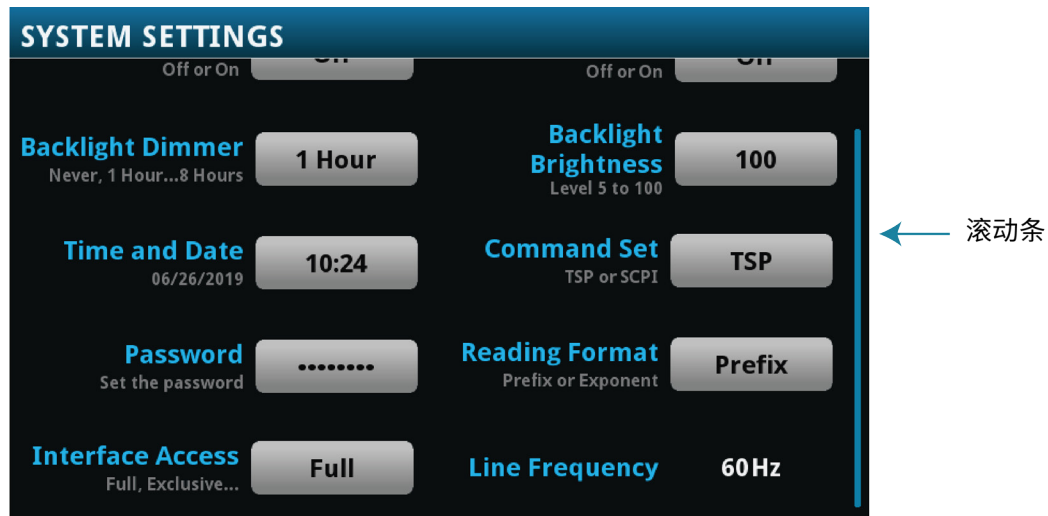 SYSTEM SETTINGS
Off or On
Off or On
Backlight Dimmer
Never, 1 Hour...8 Hours
1 Hour
Backlight
Brightness
Level 5 to 100
100
Time and Date
06/26/2019
10:24
Command Set
TSP or SCPI
TSP
滚动条
Password
Set the password
••••••••
Reading Format
Prefix or Exponent
Prefix
Interface Access
Full, Exclusive...
Full
Line Frequency
60Hz